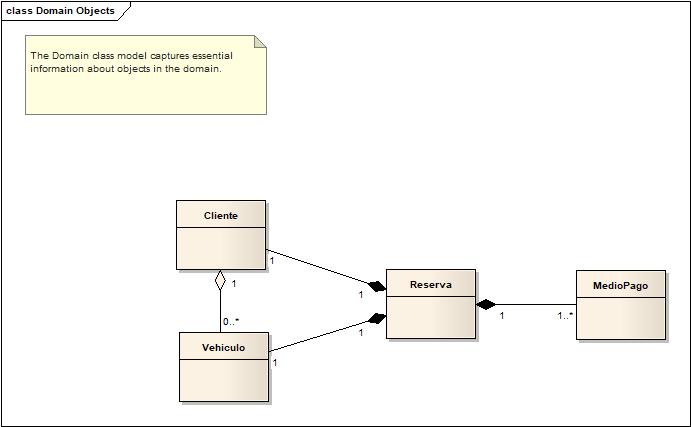 class Domain Objects
The Domain class model captures essential
information about objects in the domain.
Cliente
1
1
1
Reserva
MedioPago
1
1..*
0..*
1
Vehiculo
1